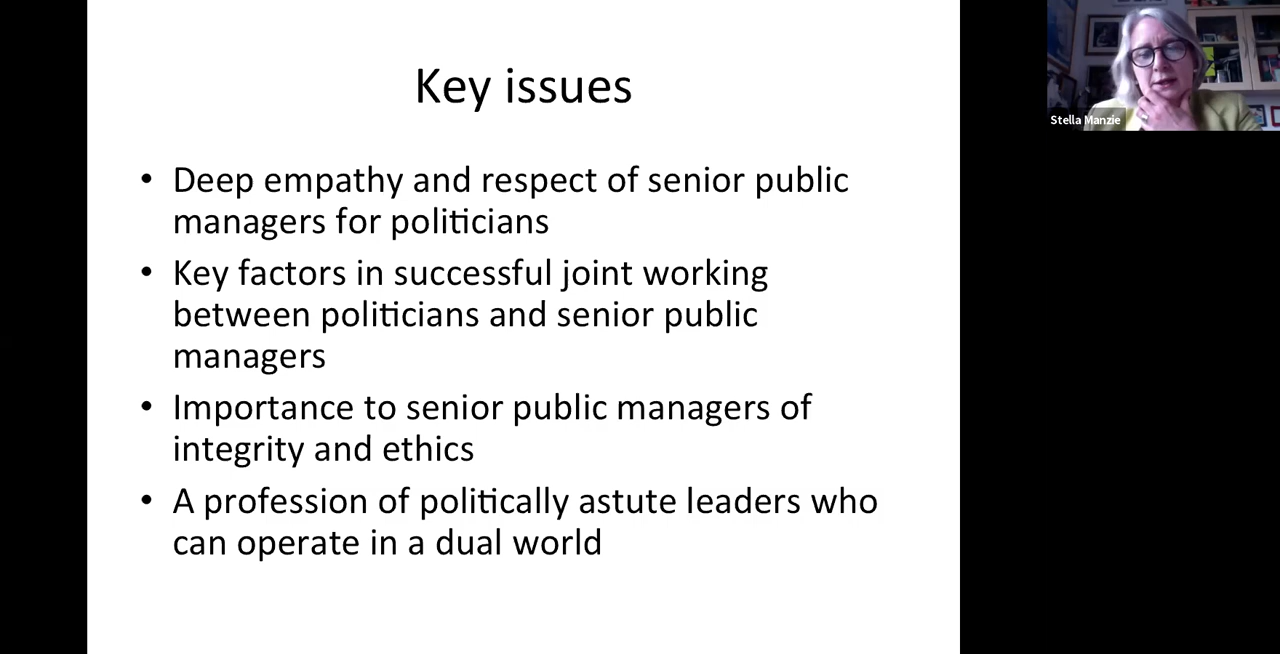 Key issues
• Deep empathy and respect of senior public
managers for politicians
• Key factors in successful joint working
between politicians and senior public
managers
• Importance to senior public managers of
integrity and ethics
• A profession of politically astute leaders who
can operate in a dual world
Stella Manzie